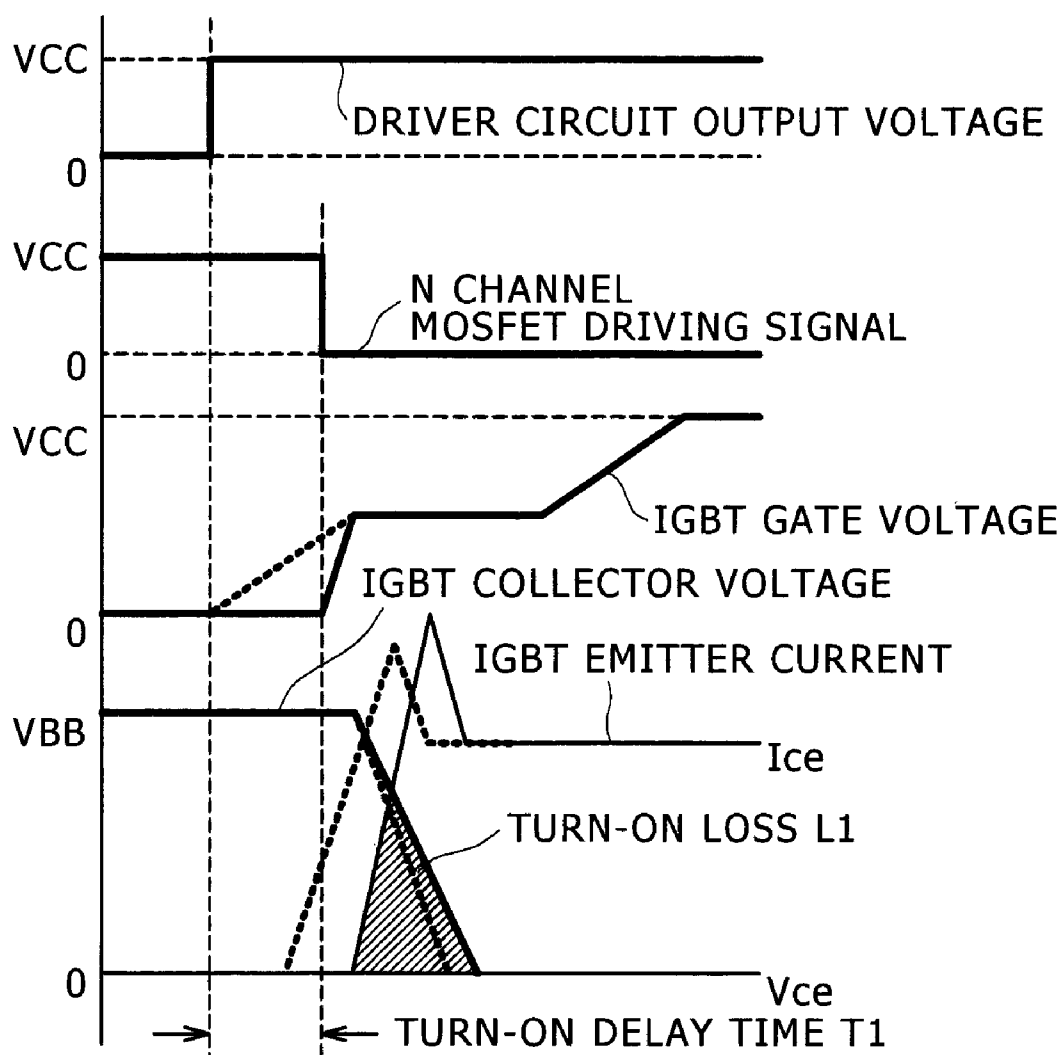 VCC
DRIVER CIRCUIT OUTPUT VOLTAGE
0
VCC
N CHANNEL
MOSFET DRIVING SIGNAL
0
VCC
IGBT GATE VOLTAGE
IGBT COLLECTOR VOLTAGE
0
IGBT EMITTER CURRENT
VBB
Ice
TURN-ON LOSS L1
0
Vce
TURN-ON DELAY TIME T1